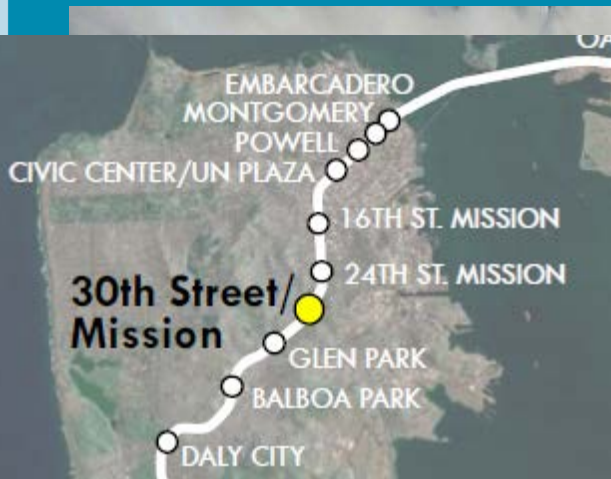 EMBARCADERO
MONTGOMERY
POWELL
CIVIC CENTER/UN PLAZA
16TH ST. MISSION
24TH ST. MISSION
30th Street/
Mission
GLEN PARK
BALBOA PARK
DALY CITY